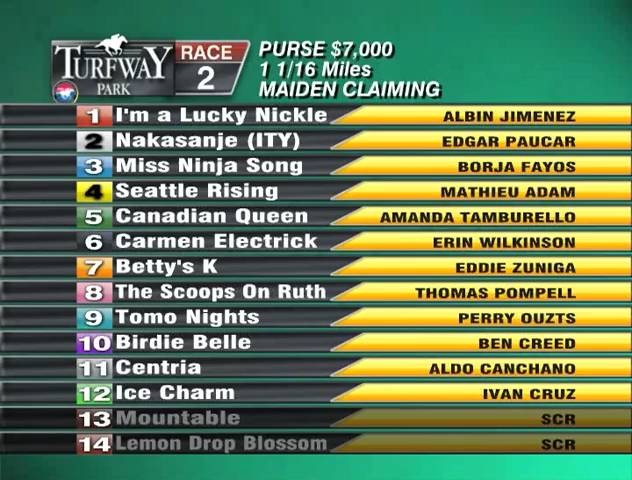 TURFWAY PARK RACE 2
PURSE $7,000
1 1/16 Miles
MAIDEN CLAIMING
1 I'm a Lucky Nickle ALBIN JIMENEZ
2 Nakasanje (ITY) EDGAR PAUCAR
3 Miss Ninja Song BORJA FAYOS
4 Seattle Rising MATHIEU ADAM
5 Canadian Queen AMANDA TAMBURELLO
6 Carmen Electrick ERIN WILKINSON
7 Betty's K EDDIE ZUNIGA
8 The Scoops On Ruth THOMAS POMPELL
9 Tomo Nights PERRY OUZTS
10 Birdie Belle BEN CREED
11 Centria ALDO CANCHANO
12 Ice Charm IVAN CRUZ
13 Mountable SCR
14 Lemon Drop Blossom SCR